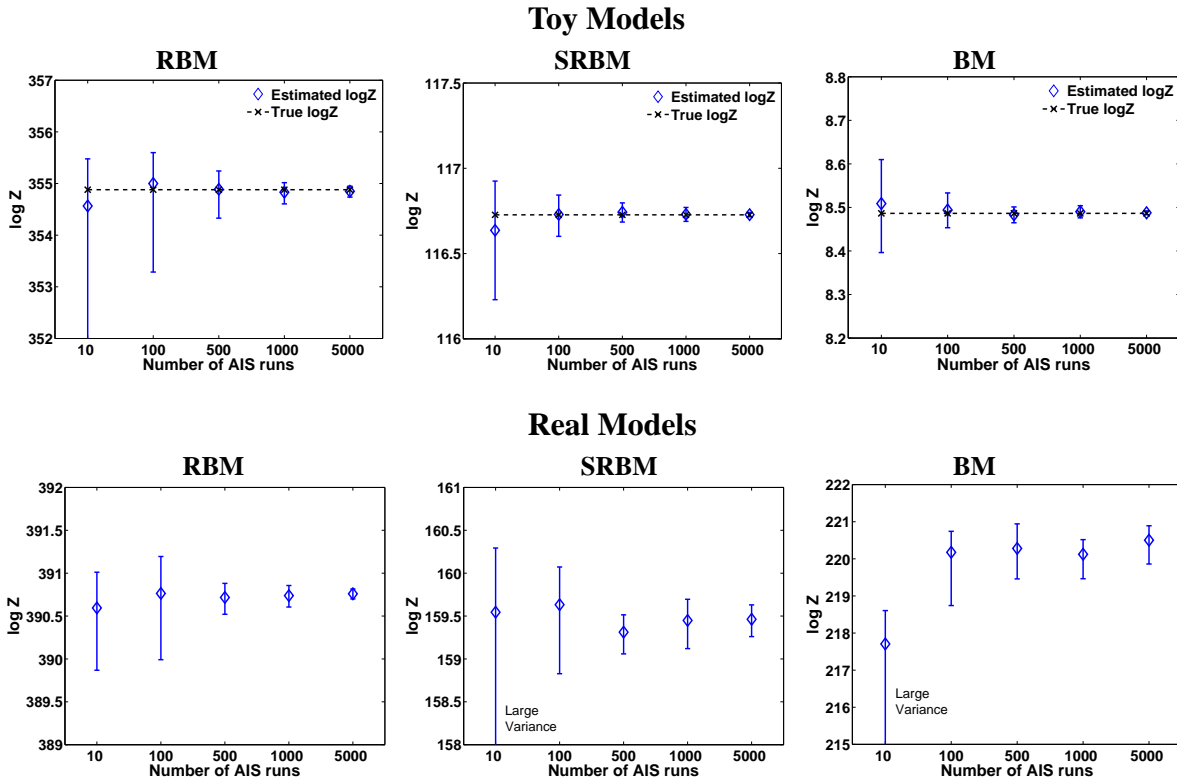 Toy Models
RBM
357
356
355
354
353
352
log Z
10 100 500 1000 5000
Number of AIS runs
Estimated logZ
True logZ
SRBM
117.5
117
116.5
116
log Z
10 100 500 1000 5000
Number of AIS runs
Estimated logZ
True logZ
BM
8.8
8.7
8.6
8.5
8.4
8.3
8.2
log Z
10 100 500 1000 5000
Number of AIS runs
Estimated logZ
True logZ
Real Models
RBM
392
391.5
391
390.5
390
389.5
389
log Z
10 100 500 1000 5000
Number of AIS runs
SRBM
161
160.5
160
159.5
159
158.5
158
log Z
Large
Variance
10 100 500 1000 5000
Number of AIS runs
BM
222
221
220
219
218
217
216
215
log Z
Large
Variance
10 100 500 1000 5000
Number of AIS runs